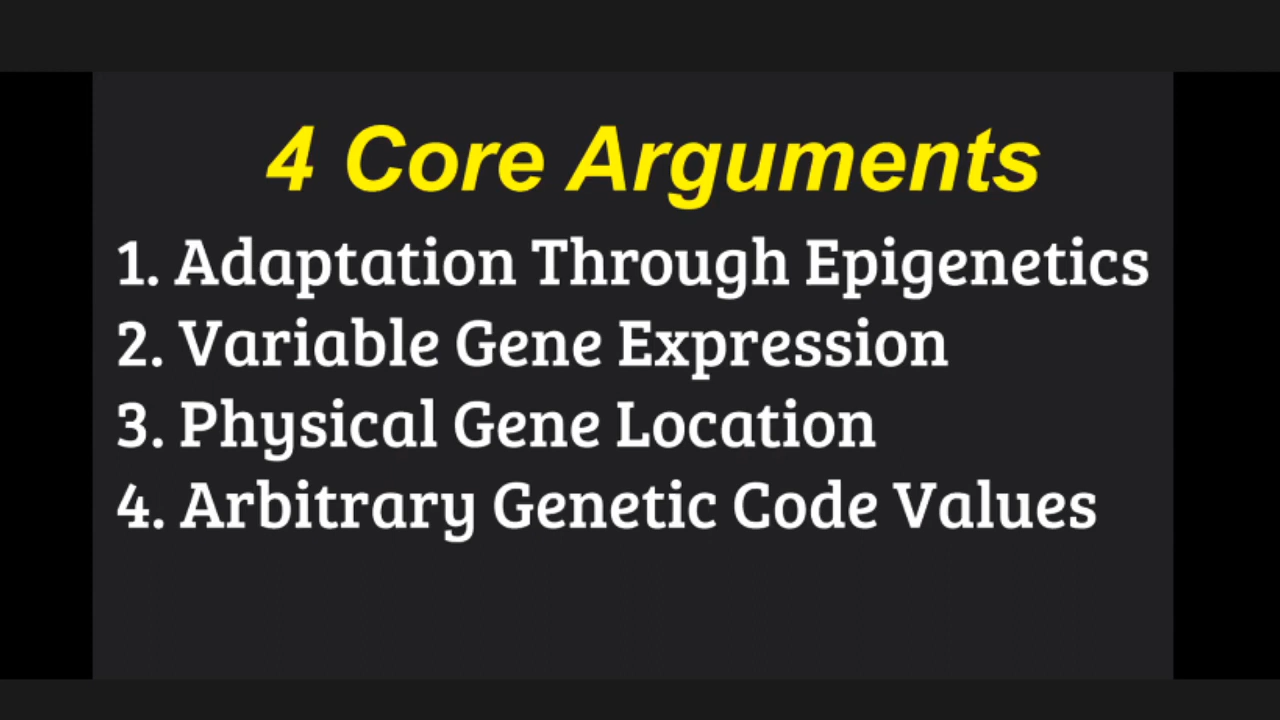 4 Core Arguments
1. Adaptation Through Epigenetics
2. Variable Gene Expression
3. Physical Gene Location
4. Arbitrary Genetic Code Values